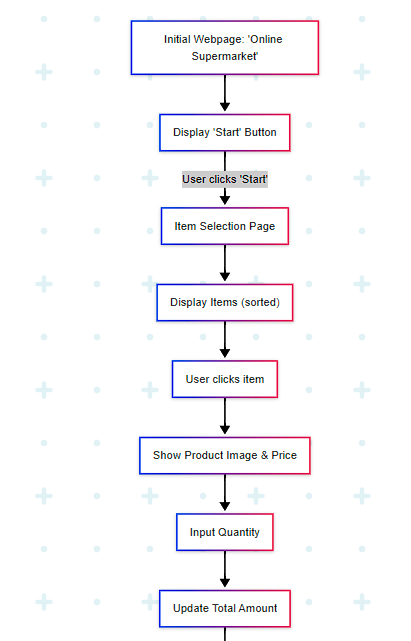 Initial Webpage: 'Online
Supermarket'
Display 'Start' Button
User clicks 'Start'
Item Selection Page
Display Items (sorted)
User clicks item
Show Product Image & Price
Input Quantity
Update Total Amount